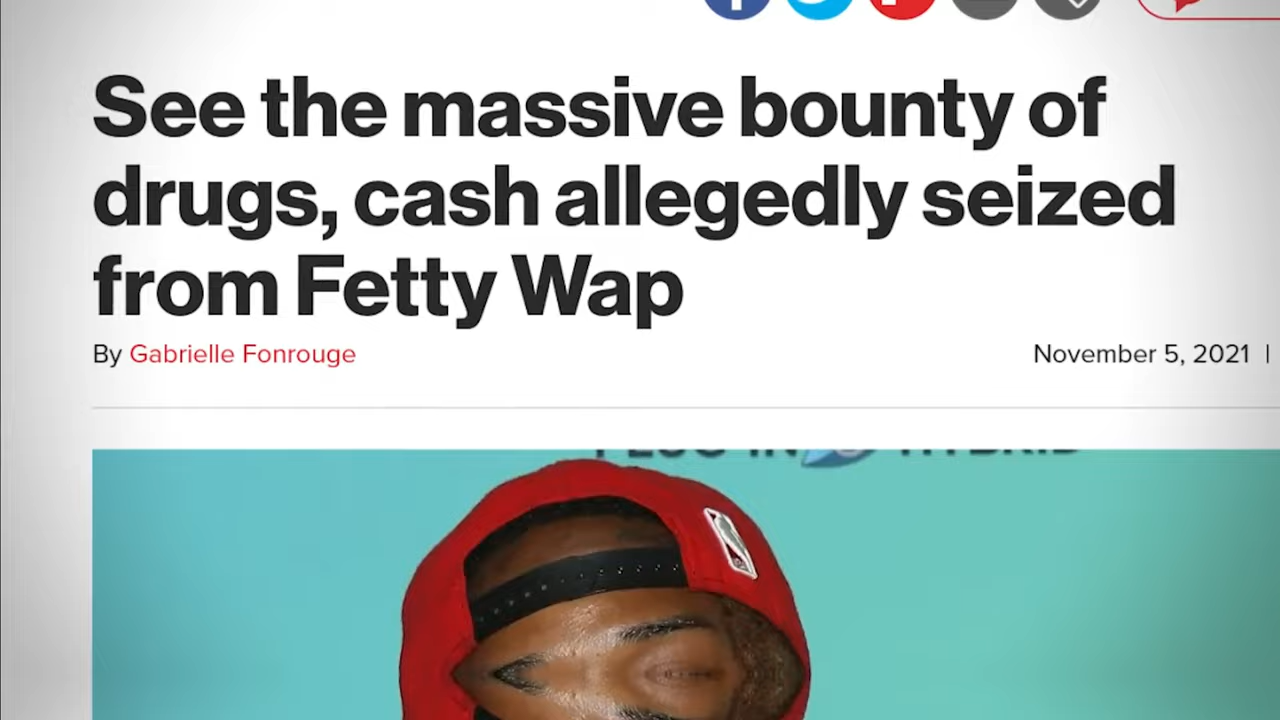 See the massive bounty of
drugs, cash allegedly seized
from Fetty Wap
By Gabrielle Fonrouge
November 5, 2021 |